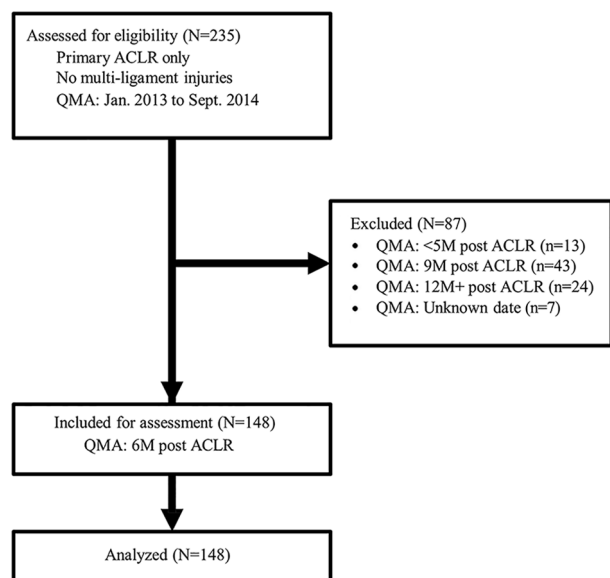 Assessed for eligibility (N=235)
Primary ACLR only
No multi-ligament injuries
QMA: Jan. 2013 to Sept. 2014
Excluded (N=87)
• QMA: <5M post ACLR (n=13)
• QMA: 9M post ACLR (n=43)
• QMA: 12M+ post ACLR (n=24)
• QMA: Unknown date (n=7)
Included for assessment (N=148)
QMA: 6M post ACLR
Analyzed (N=148)